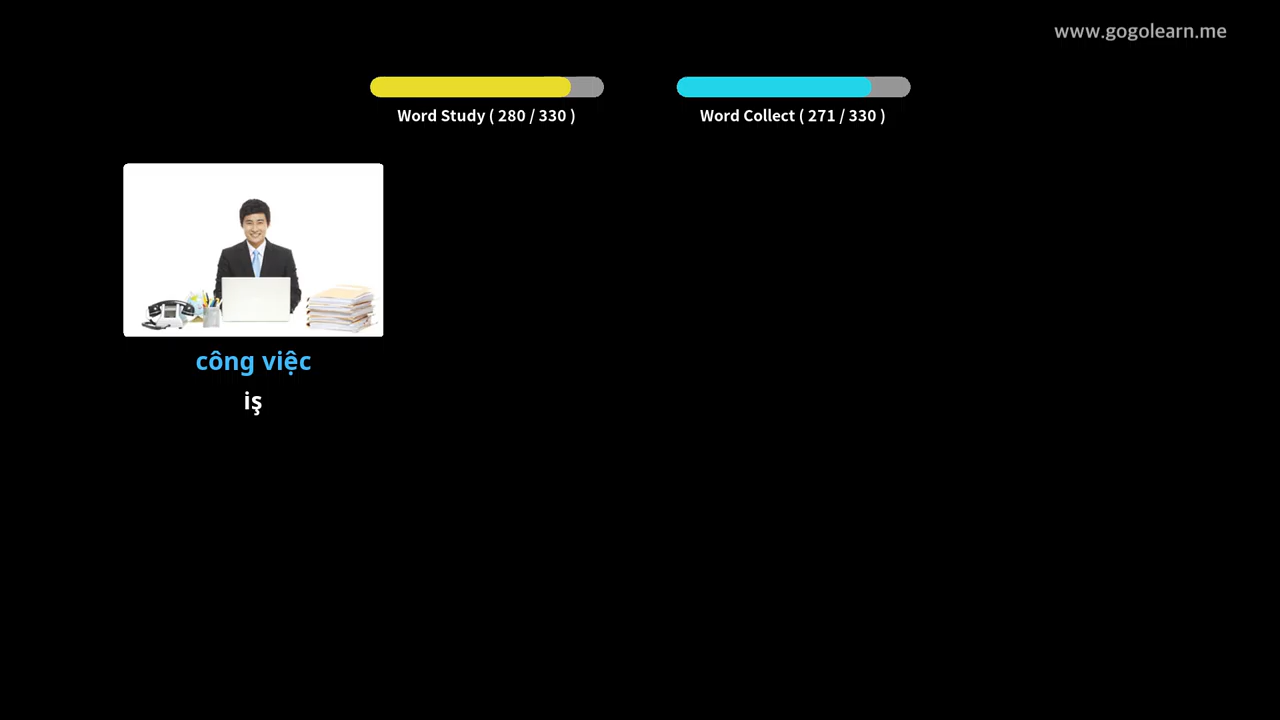 www.gogolearn.me
Word Study ( 280 / 330 )
Word Collect ( 271 / 330 )
công việc
iş